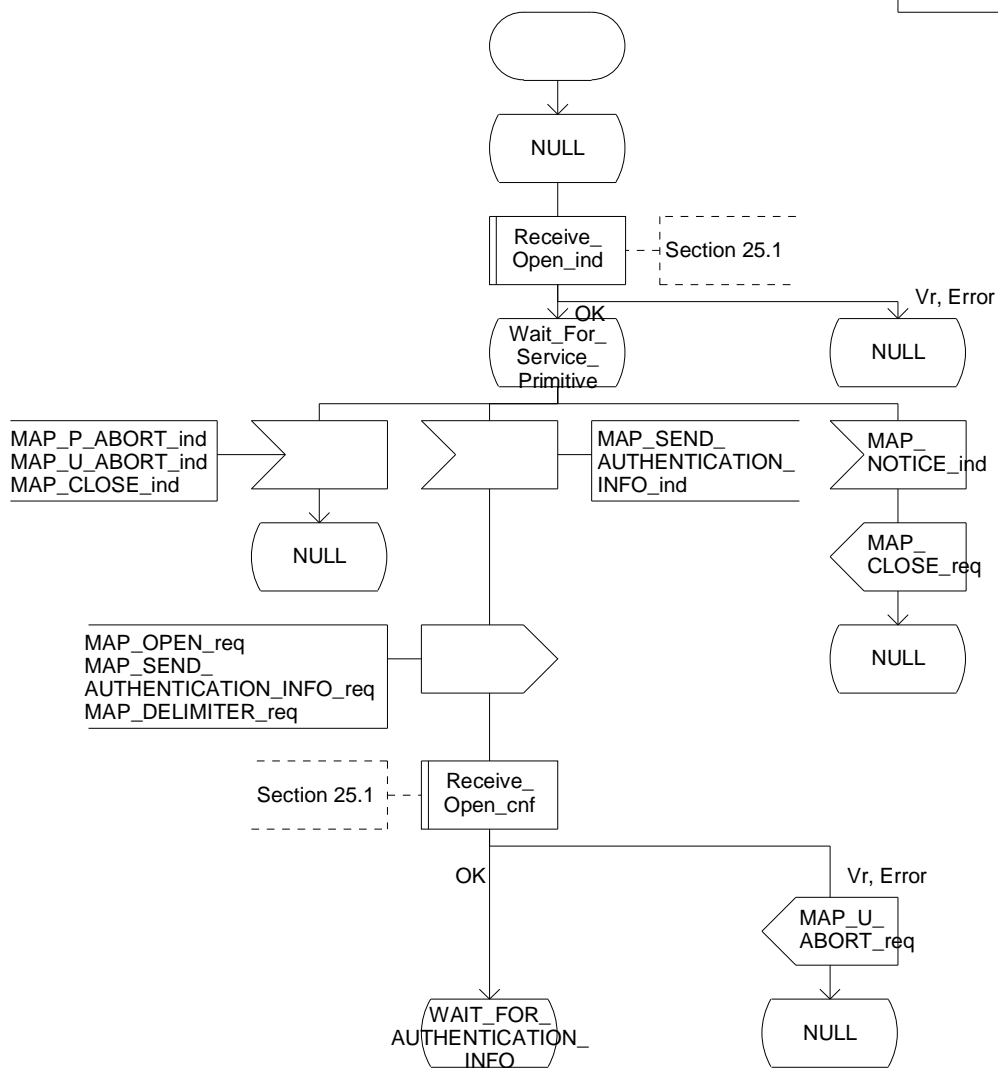 NULL
Receive_
Open_ind
Section 25.1
Vr, Error
OK
Wait_For_
Service_
Primitive
NULL
MAP_P_ABORT_ind
MAP_U_ABORT_ind
MAP_CLOSE_ind
MAP_SEND_
AUTHENTICATION_
INFO_ind
MAP_
NOTICE_ind
NULL
MAP_
CLOSE_req
MAP_OPEN_req
MAP_SEND_
AUTHENTICATION_INFO_req
MAP_DELIMITER_req
NULL
Section 25.1
Receive_
Open_cnf
OK
Vr, Error
MAP_U_
ABORT_req
WAIT_FOR_
AUTHENTICATION_
INFO
NULL